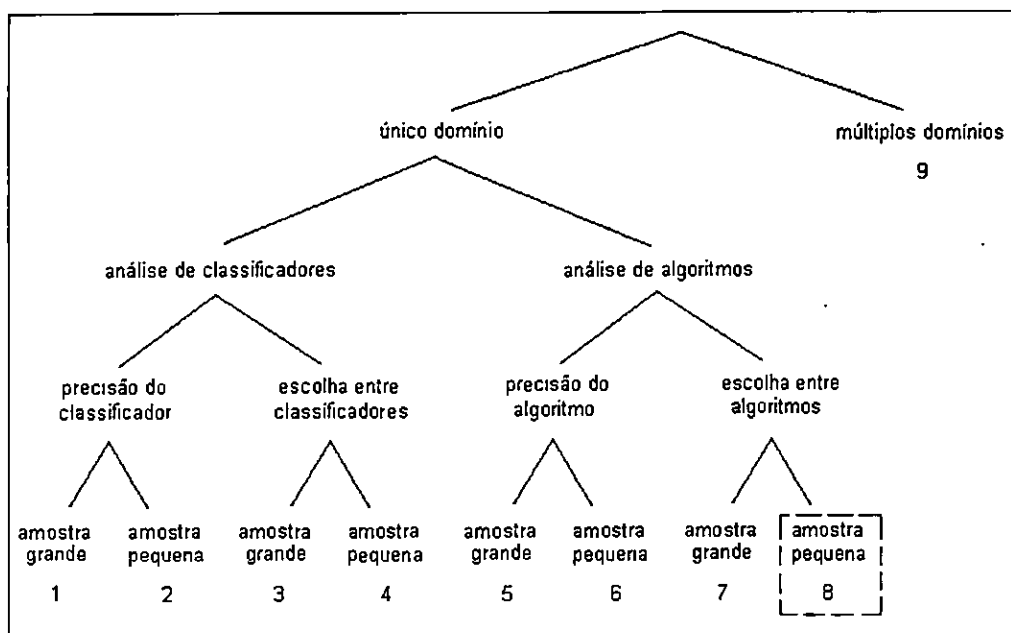 único domínio
múltiplos domínios
9
análise de classificadores
análise de algoritmos
precisão do
classificador
escolha entre
classificadores
precisão do
algoritmo
escolha entre
algoritmos
amostra
grande
1
amostra
pequena
2
amostra
grande
3
amostra
pequena
4
amostra
grande
5
amostra
pequena
6
amostra
grande
7
amostra
pequena
8